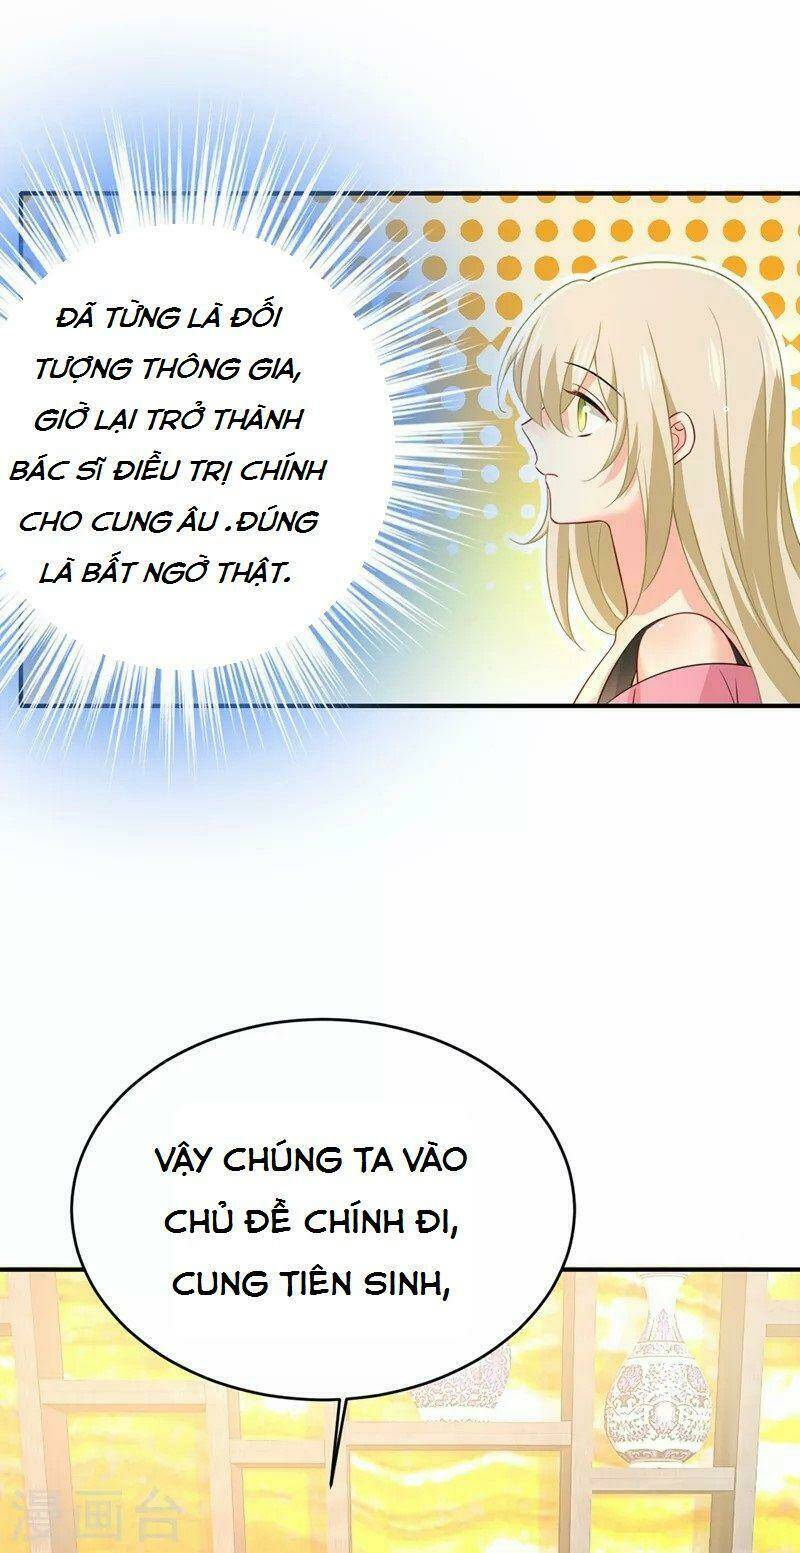 ĐÃ TỪNG LÀ ĐỐI
TƯỢNG THÔNG GIA,
GIỜ LẠI TRỞ THÀNH
BÁC SĨ ĐIỀU TRỊ CHÍNH
CHO CUNG ÂU .ĐÚNG
LÀ BẤT NGỜ THẬT.
VẬY CHÚNG TA VÀO
CHỦ ĐỀ CHÍNH ĐI,
CUNG TIÊN SINH,
漫画台